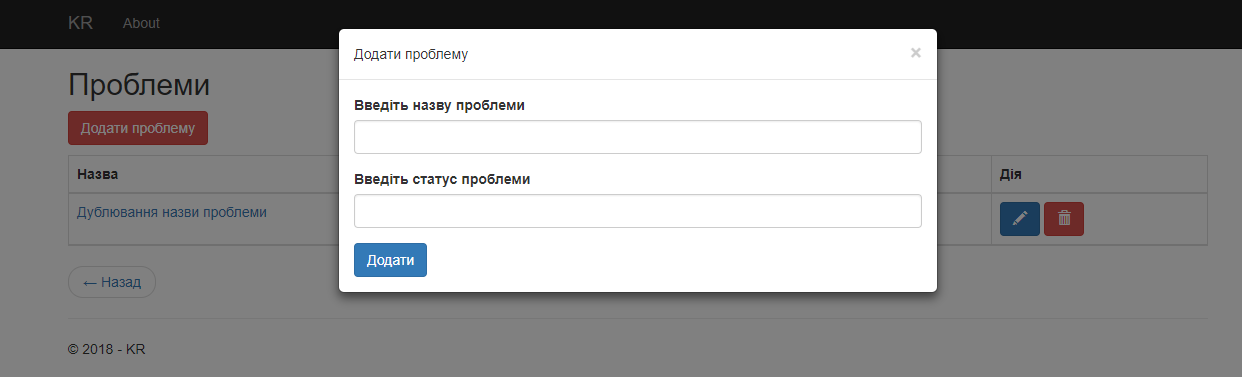 KR About
Додати проблему ×
Проблеми
Додати проблему
Введіть назву проблеми
Введіть статус проблеми
Додати
Назва Дія
Дублювання назви проблеми
← Назад
© 2018 - KR